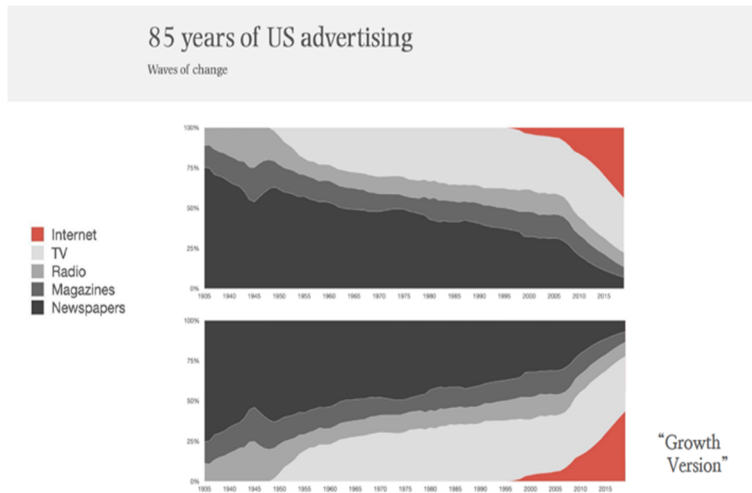 85 years of US advertising
Waves of change
100%
75%
50%
25%
0%
1935 1940 1945 1950 1955 1960 1965 1970 1975 1980 1985 1990 1995 2000 2005 2010 2015
Internet
TV
Radio
Magazines
Newspapers
100%
75%
50%
25%
0%
1935 1940 1945 1950 1955 1960 1965 1970 1975 1980 1985 1990 1995 2000 2005 2010 2015
“Growth
Version”